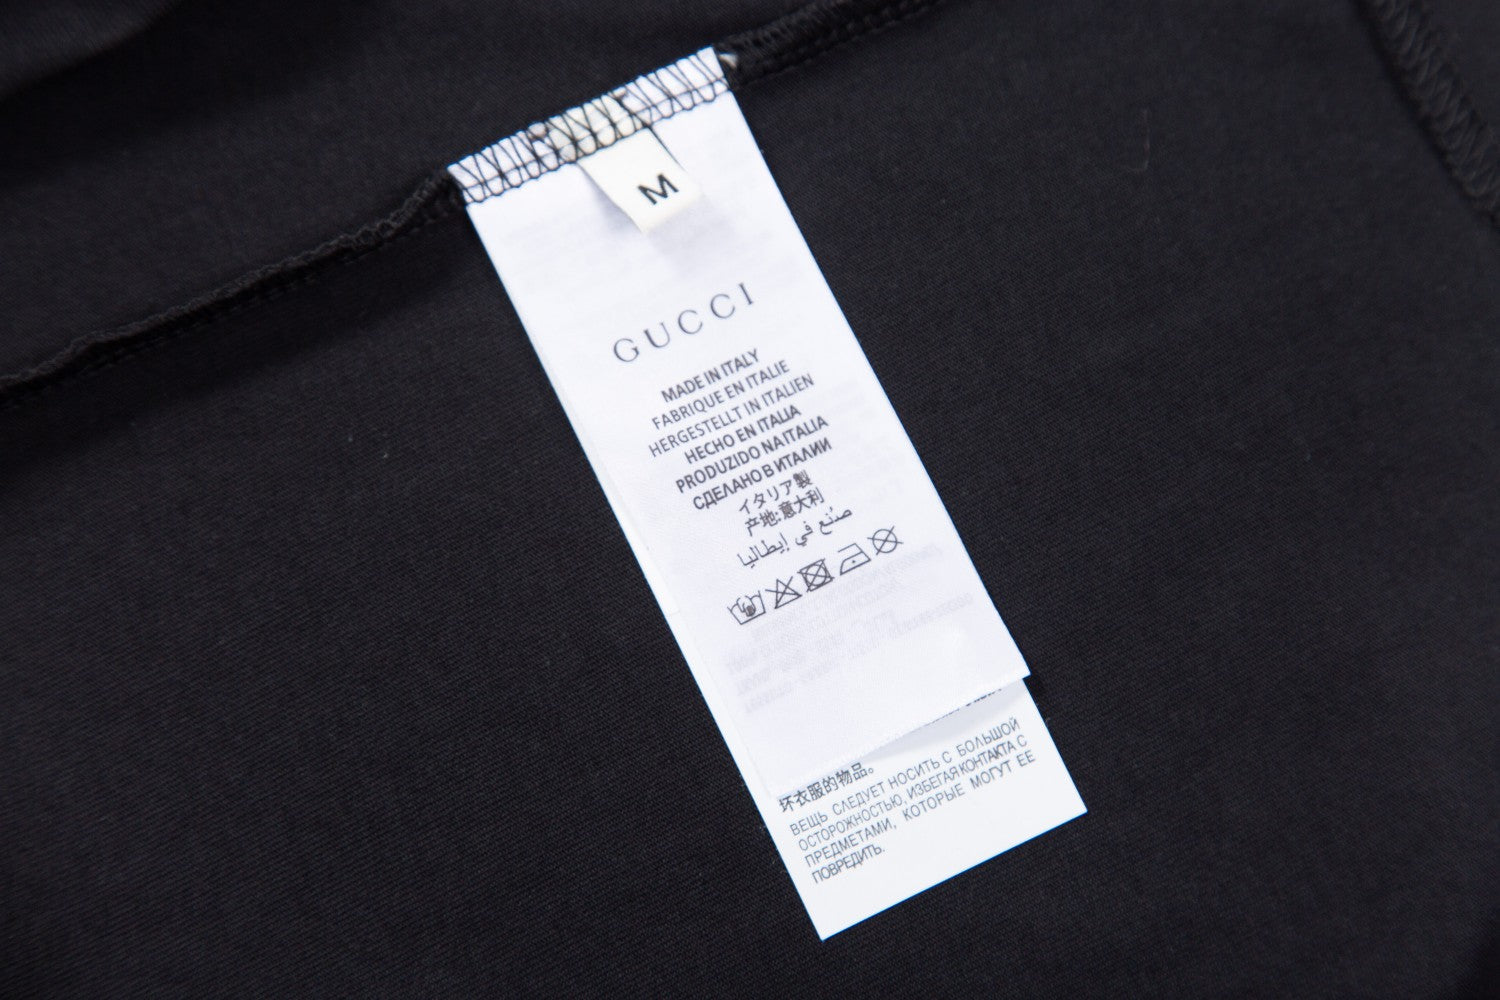 M
GUCCI
MADE IN ITALY
FABRIQUE EN ITALIE
HERGESTELLT IN ITALIEN
HECHO EN ITALIA
PRODUZIDO NA ITALIA
СДЕЛАНО В ИТАЛИИ
イタリア製
产地:意大利
صنع في إيطاليا
坏衣服的物品。
ВЕЩЬ СЛЕДУЕТ НОСИТЬ С БОЛЬШОЙ
ОСТОРОЖНОСТЬЮ, ИЗБЕГАЯ КОНТАКТА С
ПРЕДМЕТАМИ, КОТОРЫЕ МОГУТ ЕЕ
ПОВРЕДИТЬ.